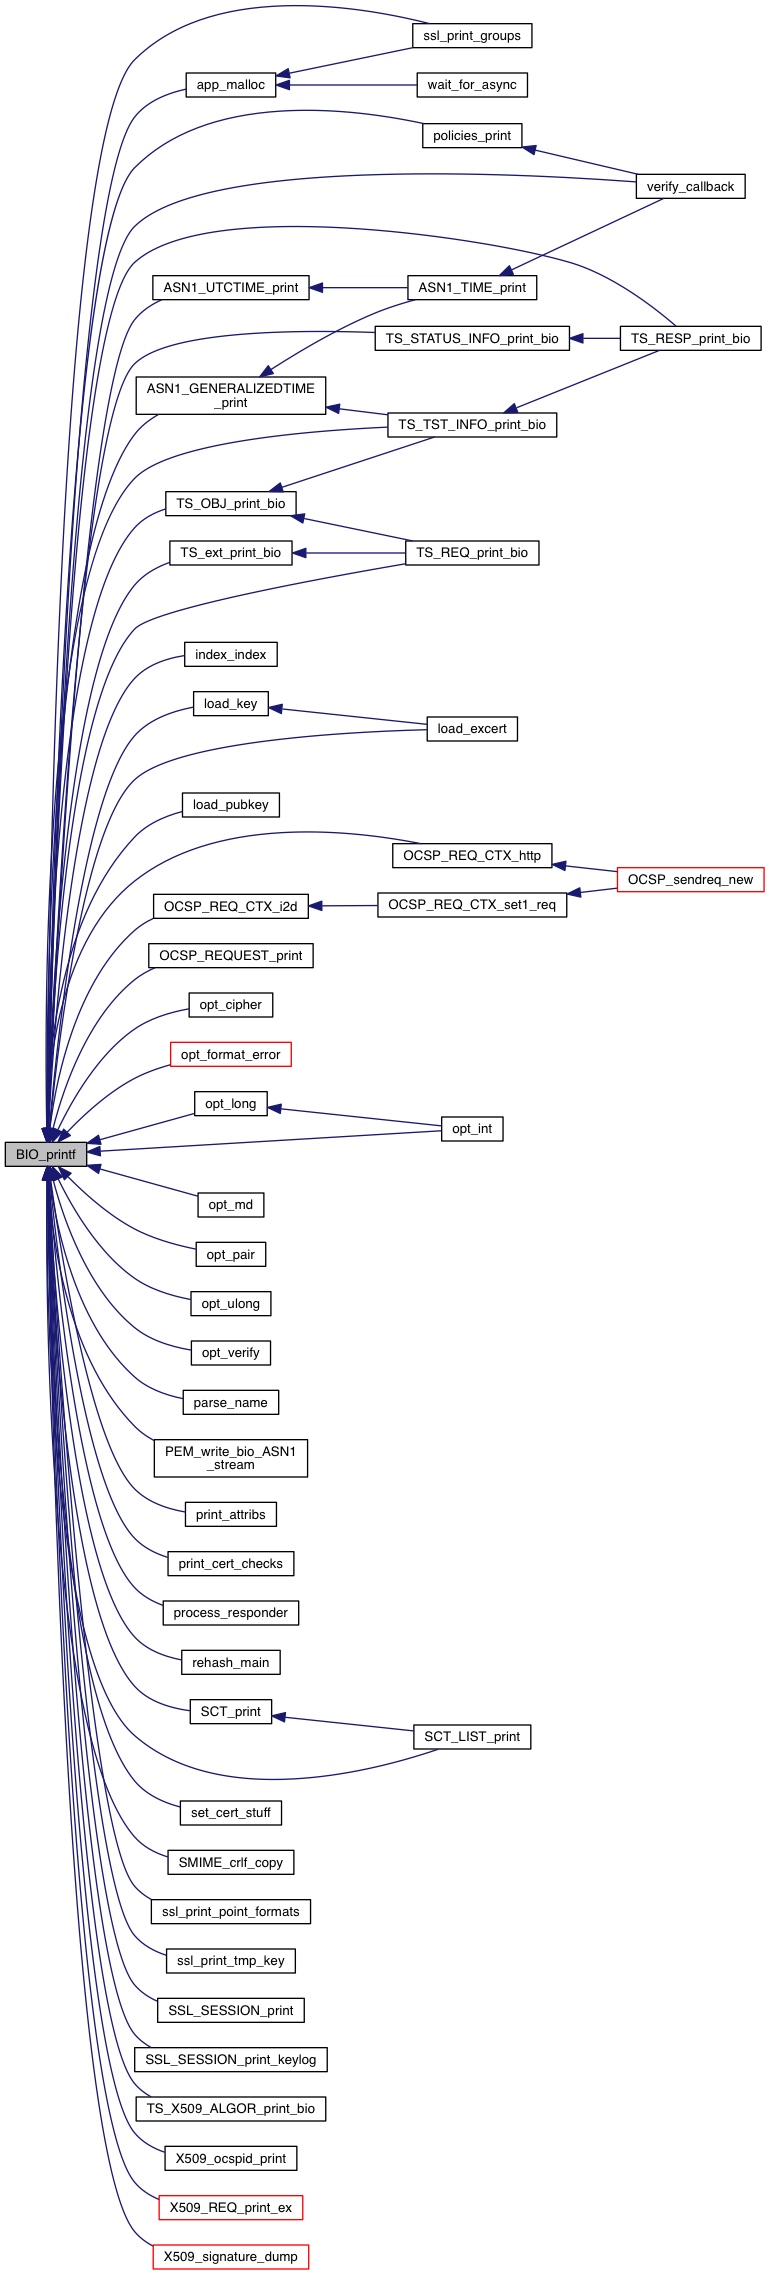 ssl_print_groups
app_malloc
wait_for_async
policies_print
verify_callback
ASN1_UTCTIME_print
ASN1_TIME_print
TS_STATUS_INFO_print_bio
TS_RESP_print_bio
ASN1_GENERALIZEDTIME
_print
TS_TST_INFO_print_bio
TS_OBJ_print_bio
TS_ext_print_bio
TS_REQ_print_bio
index_index
load_key
load_excert
load_pubkey
OCSP_REQ_CTX_http
OCSP_sendreq_new
OCSP_REQ_CTX_i2d
OCSP_REQ_CTX_set1_req
OCSP_REQUEST_print
opt_cipher
opt_format_error
opt_long
opt_int
BIO_printf
opt_md
opt_pair
opt_ulong
opt_verify
parse_name
PEM_write_bio_ASN1
_stream
print_attribs
print_cert_checks
process_responder
rehash_main
SCT_print
SCT_LIST_print
set_cert_stuff
SMIME_crlf_copy
ssl_print_point_formats
ssl_print_tmp_key
SSL_SESSION_print
SSL_SESSION_print_keylog
TS_X509_ALGOR_print_bio
X509_ocspid_print
X509_REQ_print_ex
X509_signature_dump